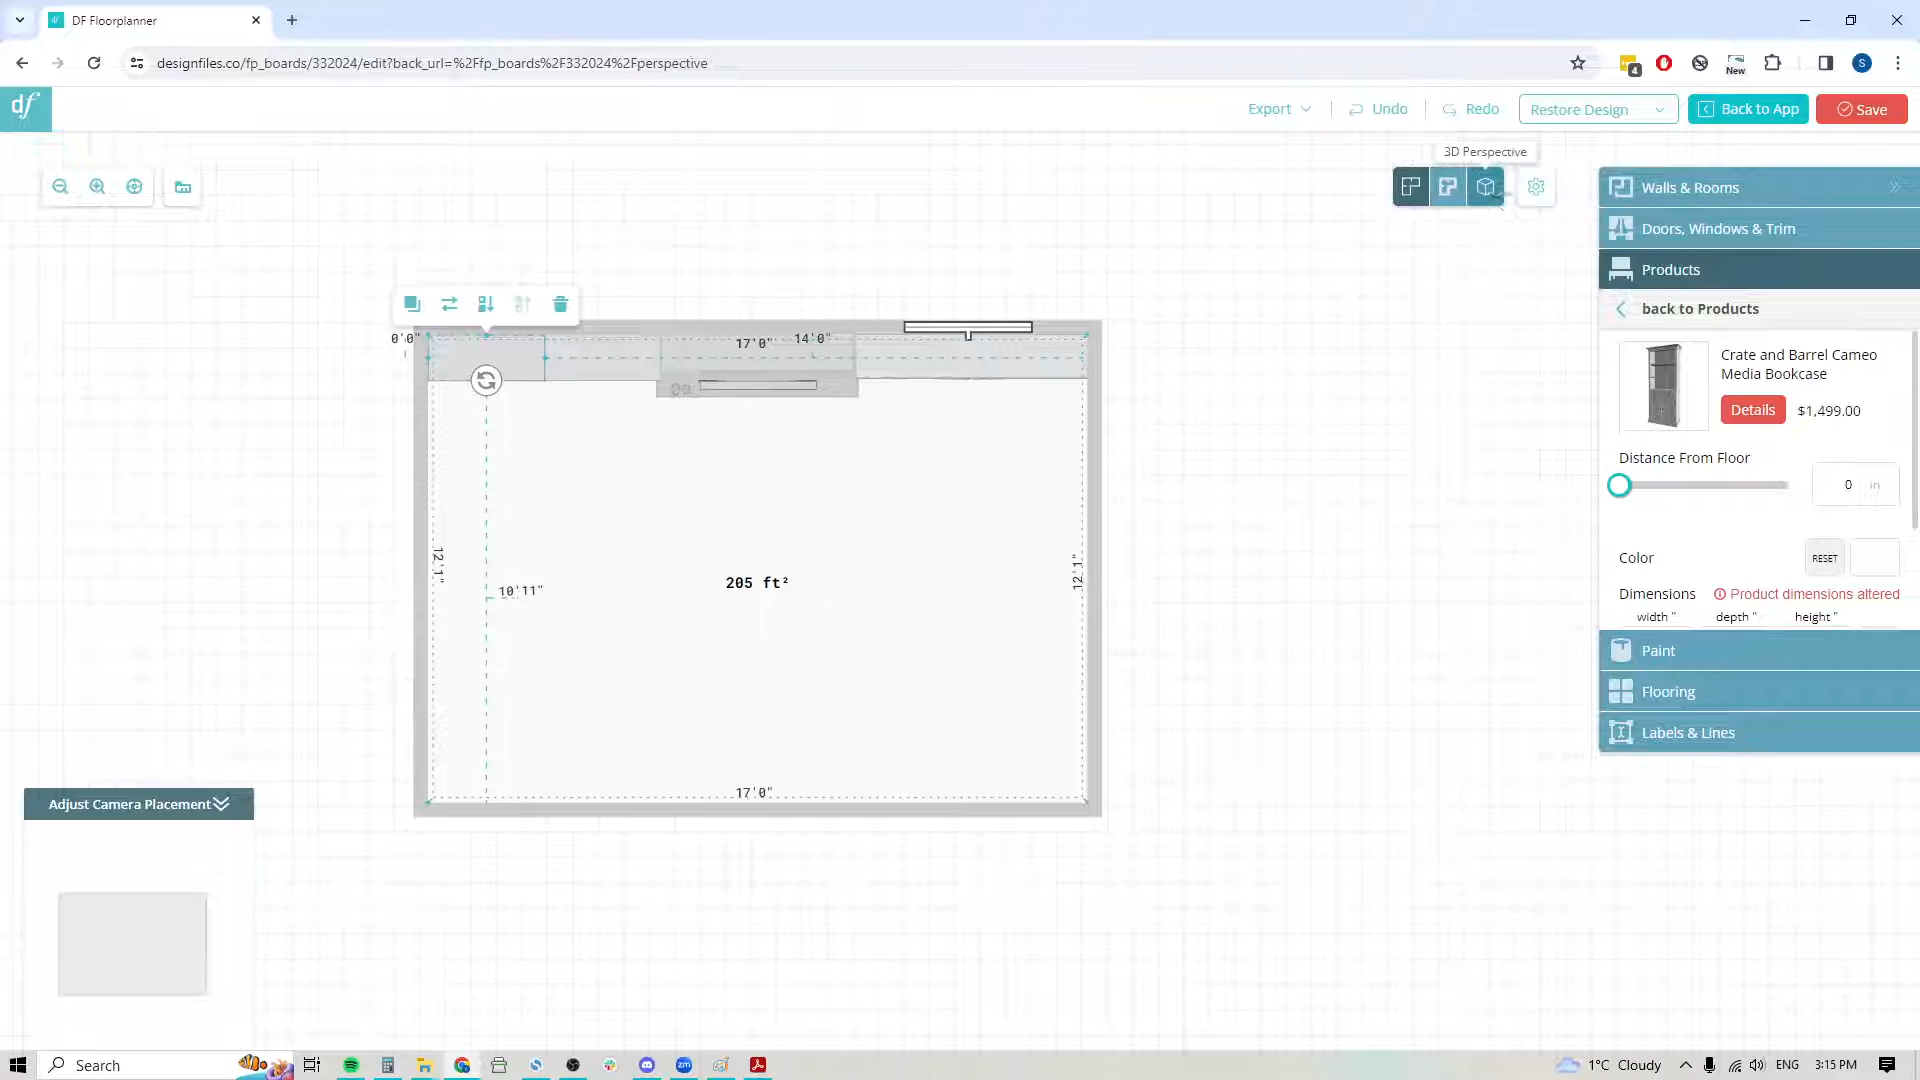 df DF Floorplanner
designfiles.co/fp_boards/332024/edit?back_url=%2Ffp_boards%2F332024%2Fperspective
4
New
S
df
Export
Undo
Redo
Restore Design
Back to App
Save
3D Perspective
Walls & Rooms
Doors, Windows & Trim
Products
back to Products
Crate and Barrel Cameo
Media Bookcase
Details $1,499.00
Distance From Floor
0 in
Color RESET
Dimensions Product dimensions altered
width " depth " height "
Paint
Flooring
Labels & Lines
0'0"
17'0" 14'0"
12'1"
12'1"
10'11"
205 ft²
17'0"
Adjust Camera Placement
Search
zm
1°C Cloudy
ENG
3:15 PM